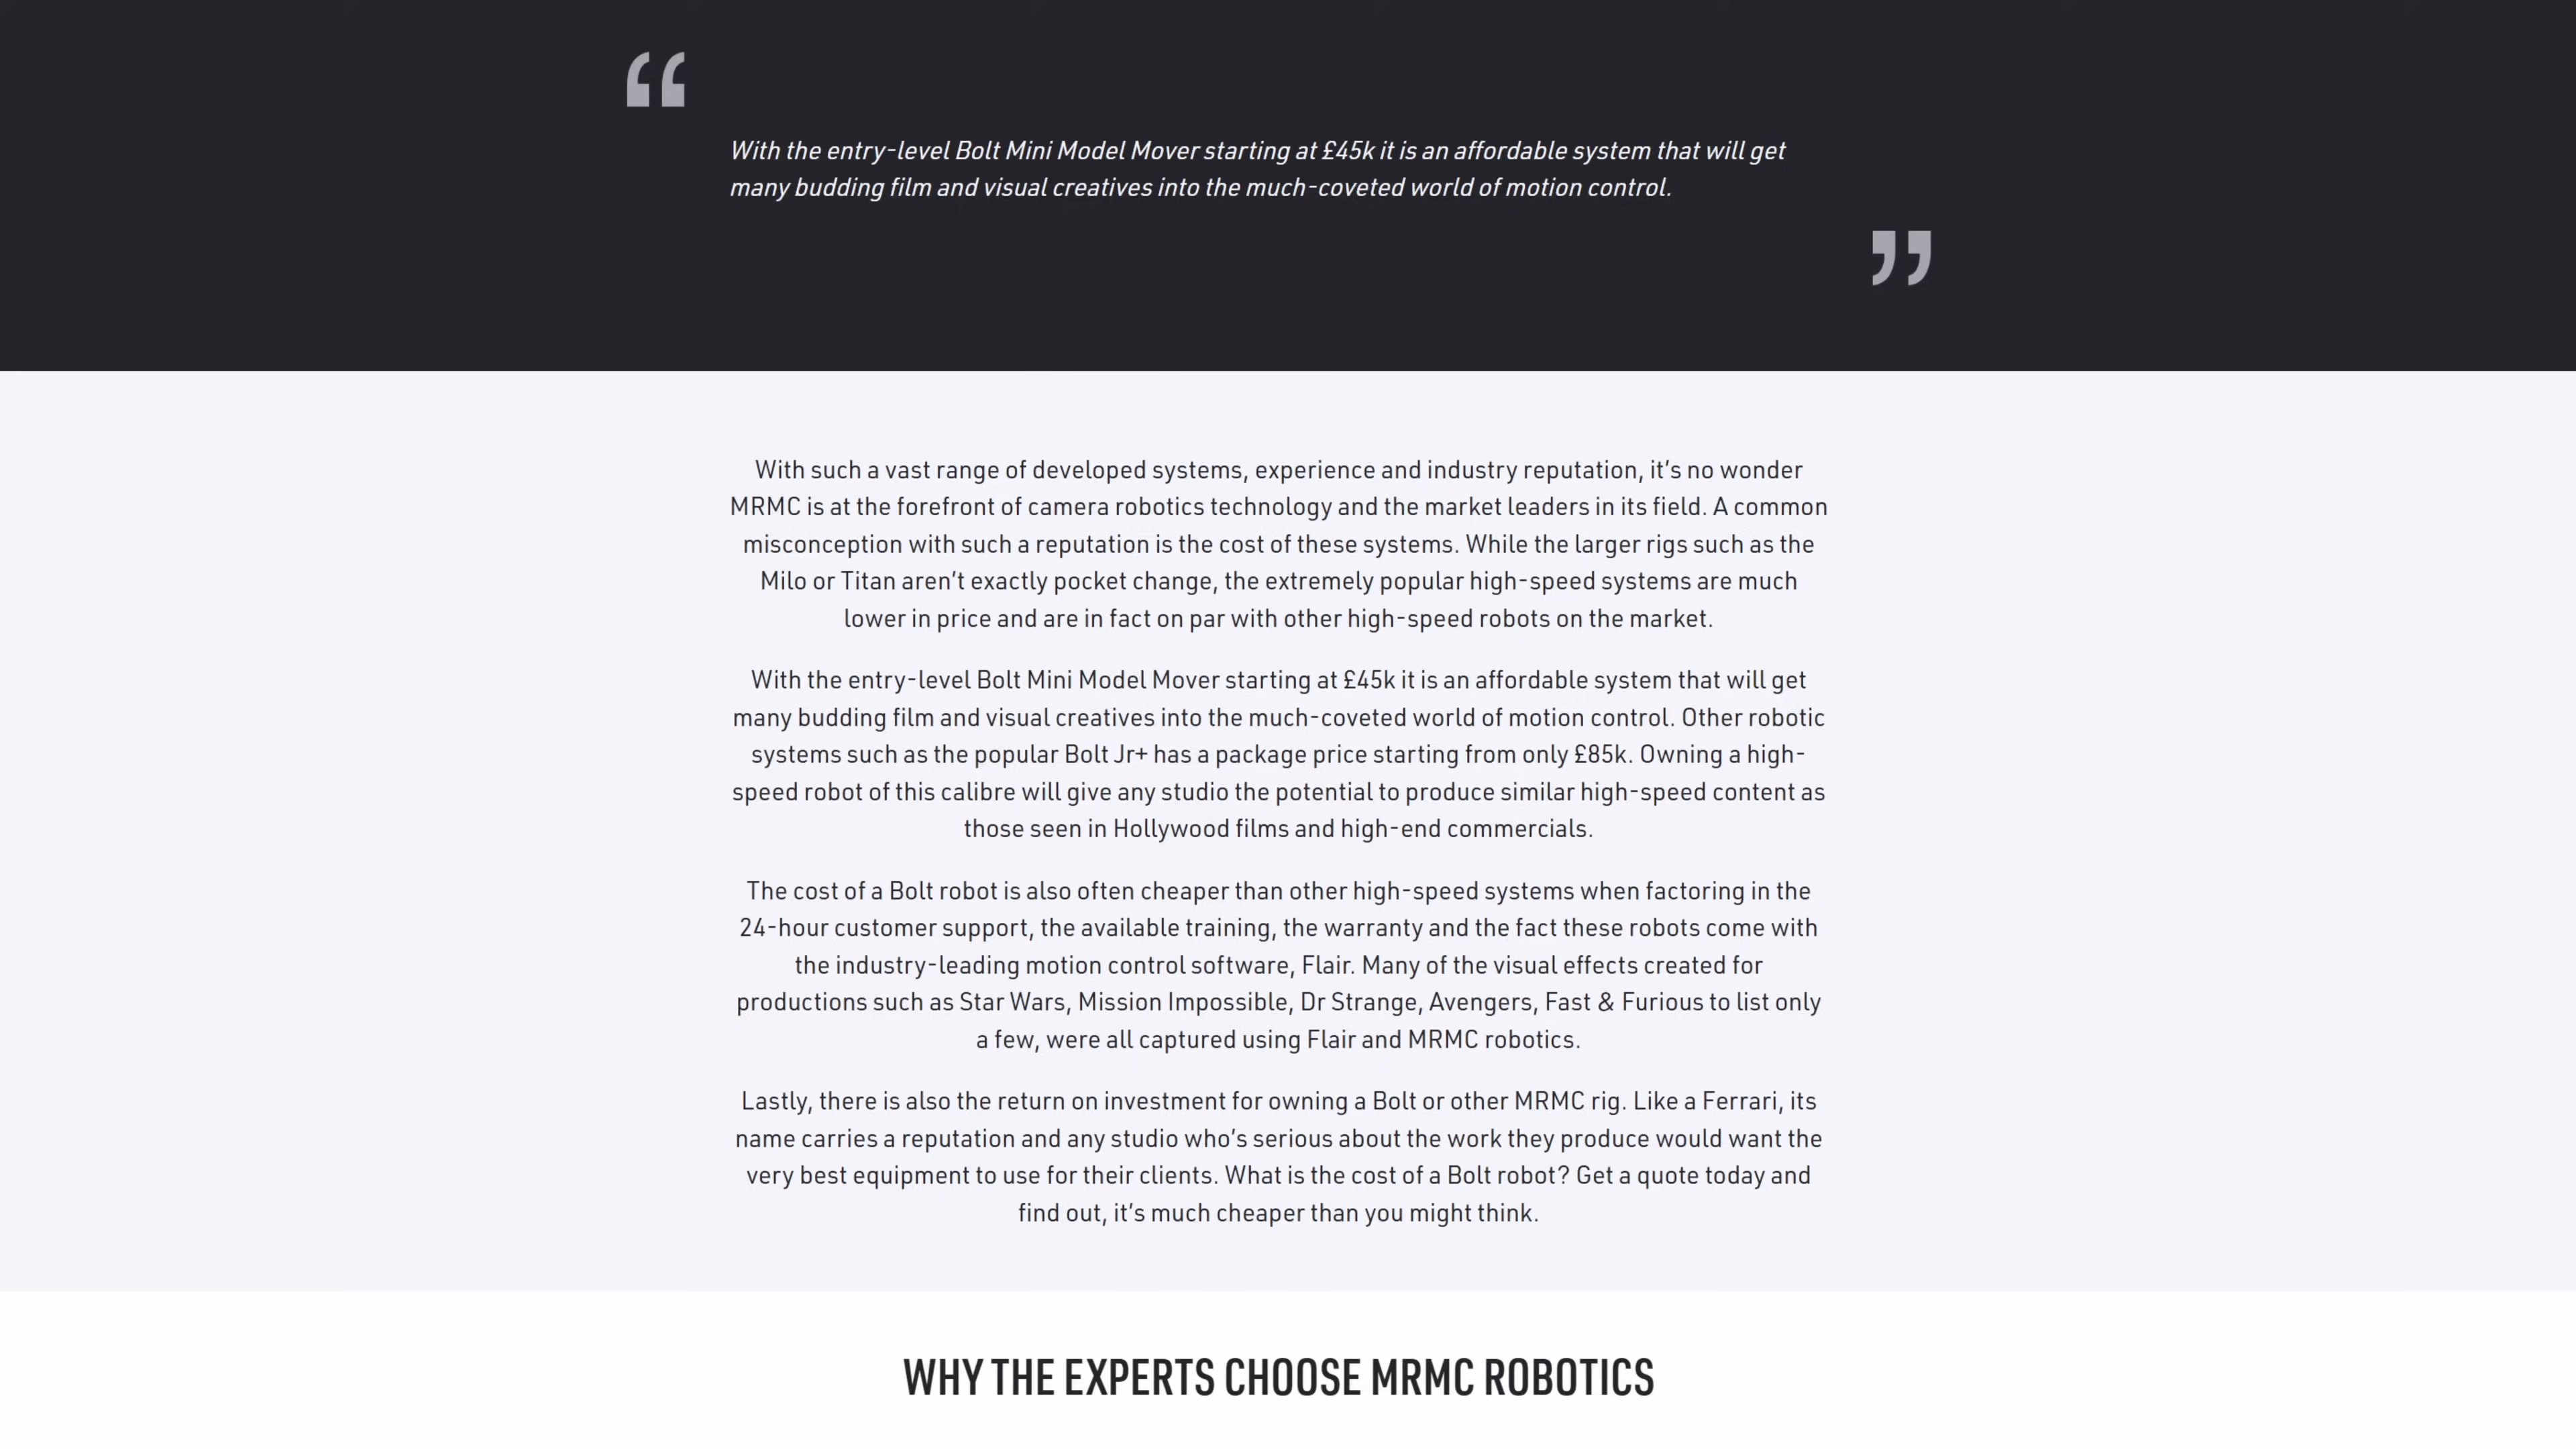 “
With the entry-level Bolt Mini Model Mover starting at £45k it is an affordable system that will get
many budding film and visual creatives into the much-coveted world of motion control.
”
With such a vast range of developed systems, experience and industry reputation, it’s no wonder
MRMC is at the forefront of camera robotics technology and the market leaders in its field. A common
misconception with such a reputation is the cost of these systems. While the larger rigs such as the
Milo or Titan aren’t exactly pocket change, the extremely popular high-speed systems are much
lower in price and are in fact on par with other high-speed robots on the market.
With the entry-level Bolt Mini Model Mover starting at £45k it is an affordable system that will get
many budding film and visual creatives into the much-coveted world of motion control. Other robotic
systems such as the popular Bolt Jr+ has a package price starting from only £85k. Owning a high-
speed robot of this calibre will give any studio the potential to produce similar high-speed content as
those seen in Hollywood films and high-end commercials.
The cost of a Bolt robot is also often cheaper than other high-speed systems when factoring in the
24-hour customer support, the available training, the warranty and the fact these robots come with
the industry-leading motion control software, Flair. Many of the visual effects created for
productions such as Star Wars, Mission Impossible, Dr Strange, Avengers, Fast & Furious to list only
a few, were all captured using Flair and MRMC robotics.
Lastly, there is also the return on investment for owning a Bolt or other MRMC rig. Like a Ferrari, its
name carries a reputation and any studio who’s serious about the work they produce would want the
very best equipment to use for their clients. What is the cost of a Bolt robot? Get a quote today and
find out, it’s much cheaper than you might think.
WHY THE EXPERTS CHOOSE MRMC ROBOTICS